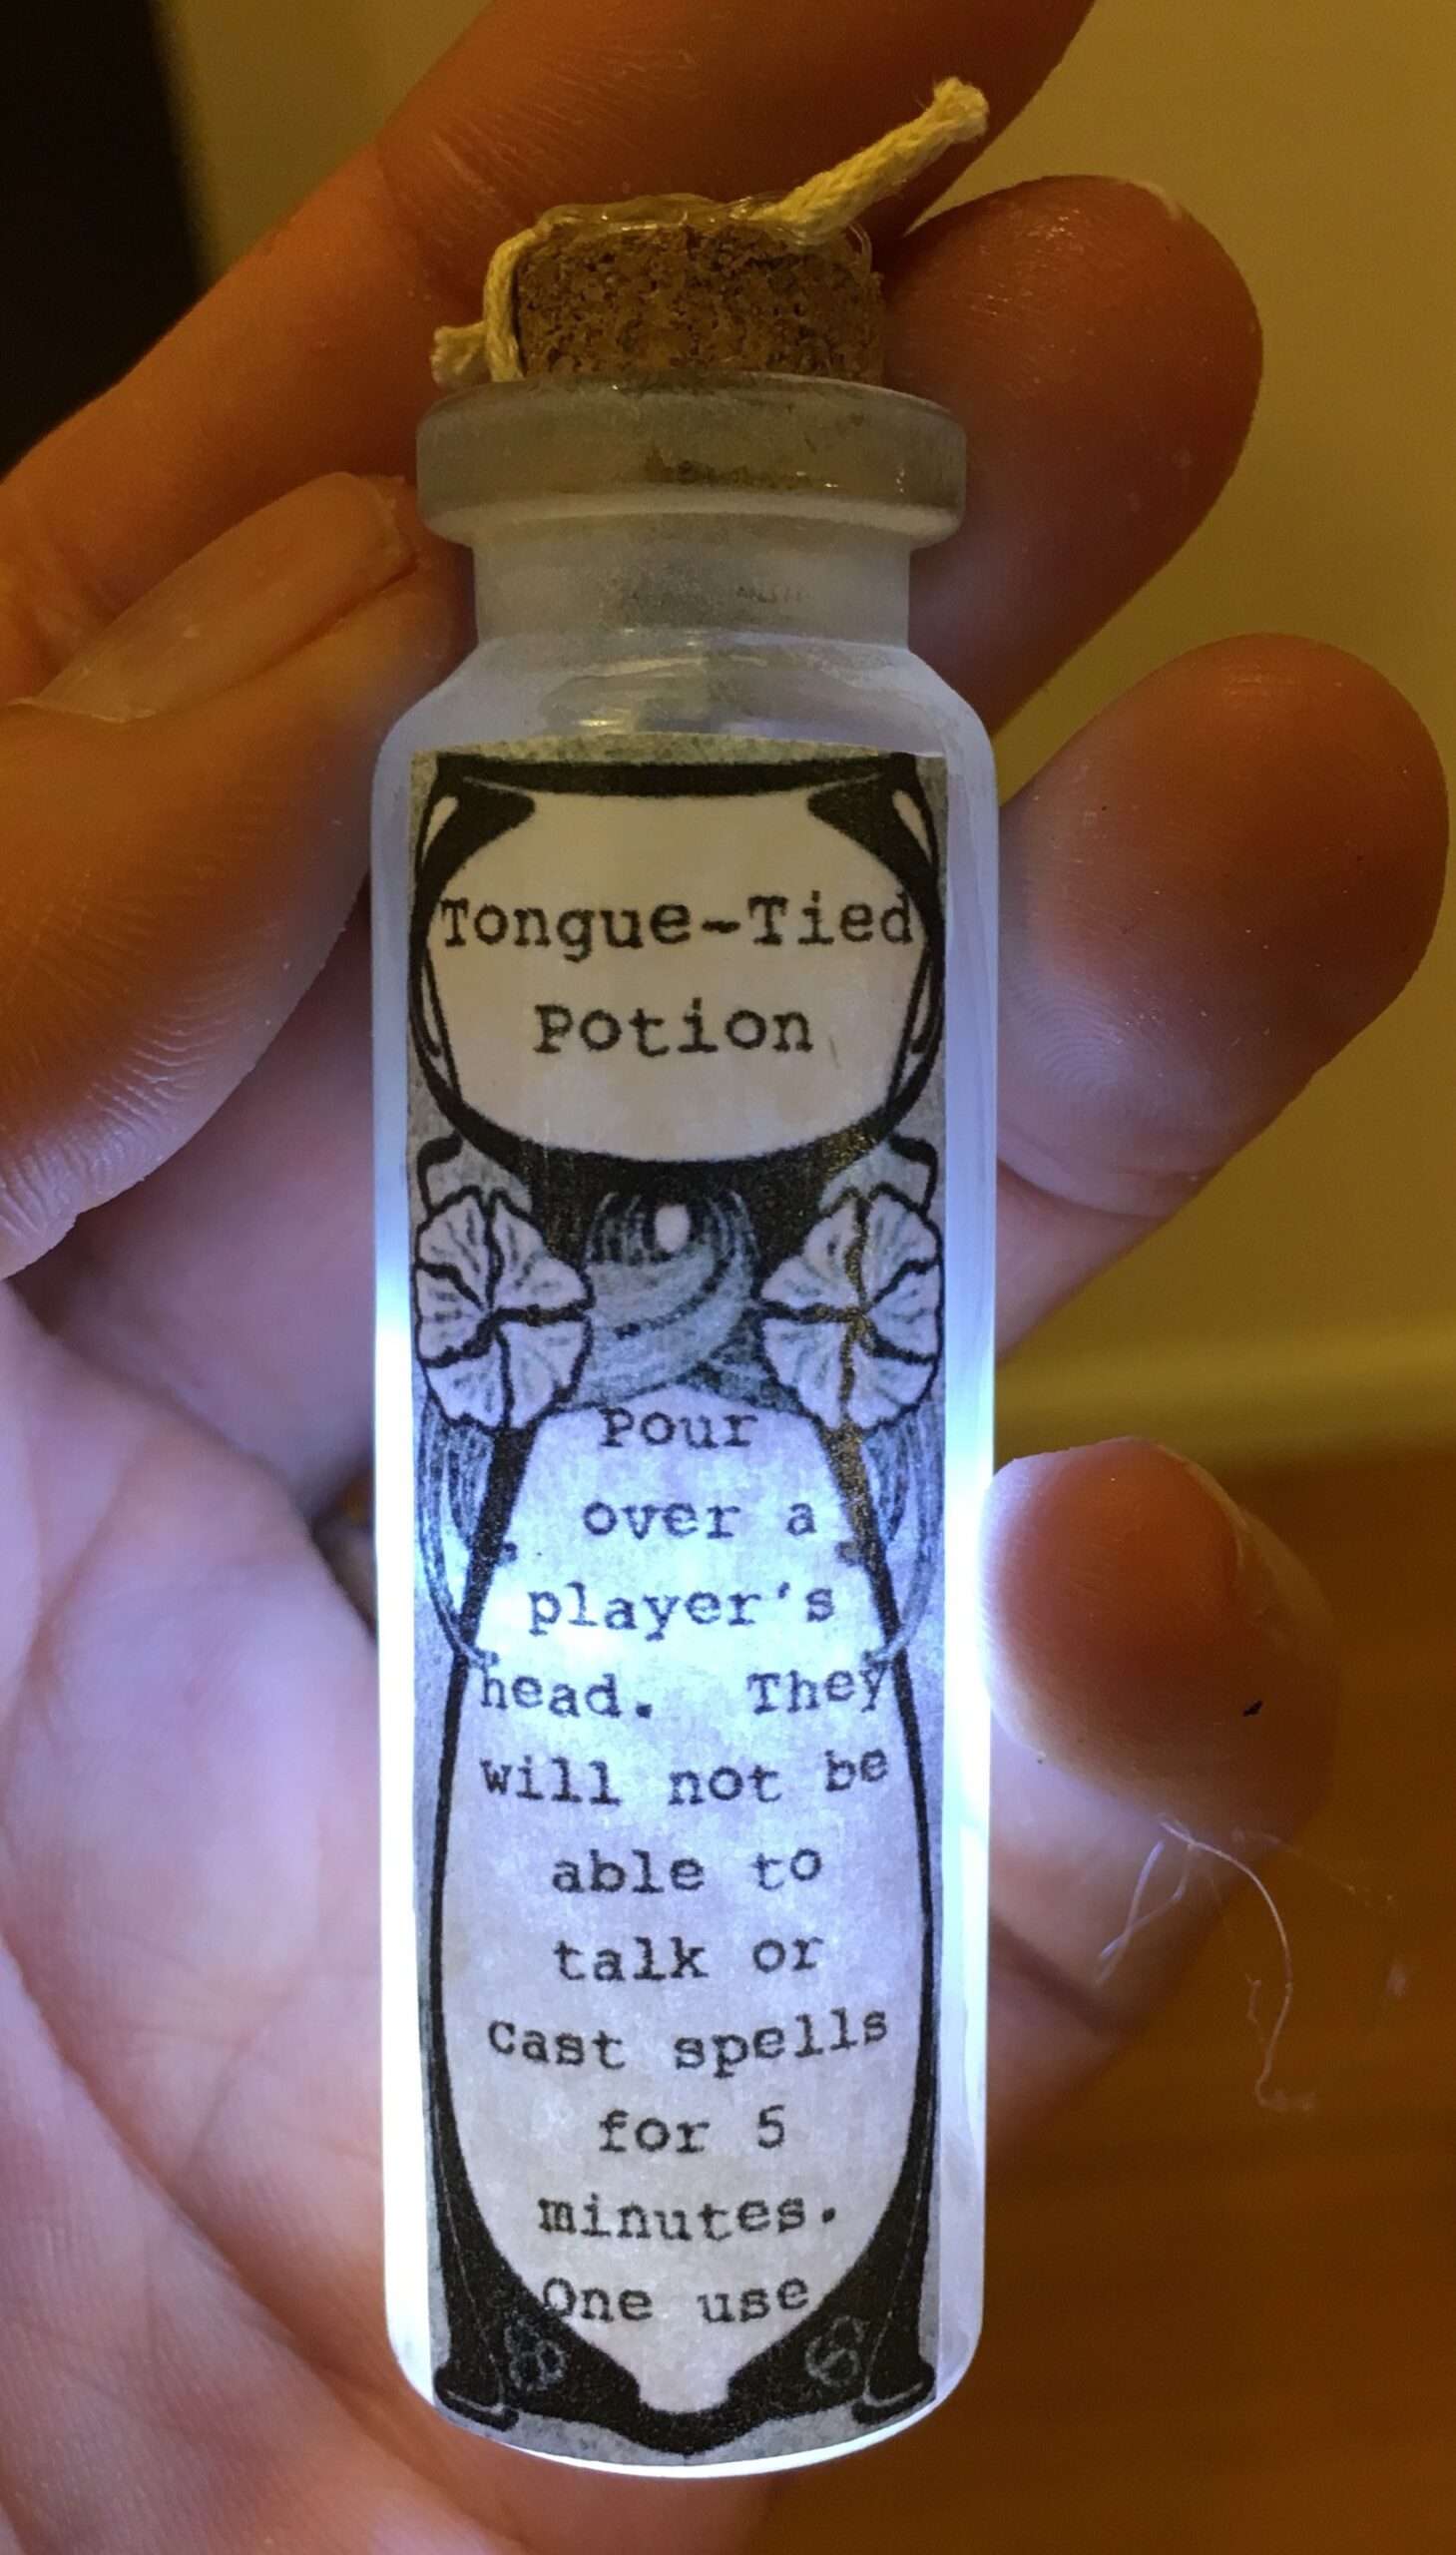 Tongue-Tied
Potion
Pour
over a
player's
head. They
will not be
able to
talk or
Cast spells
for 5
minutes.
One use